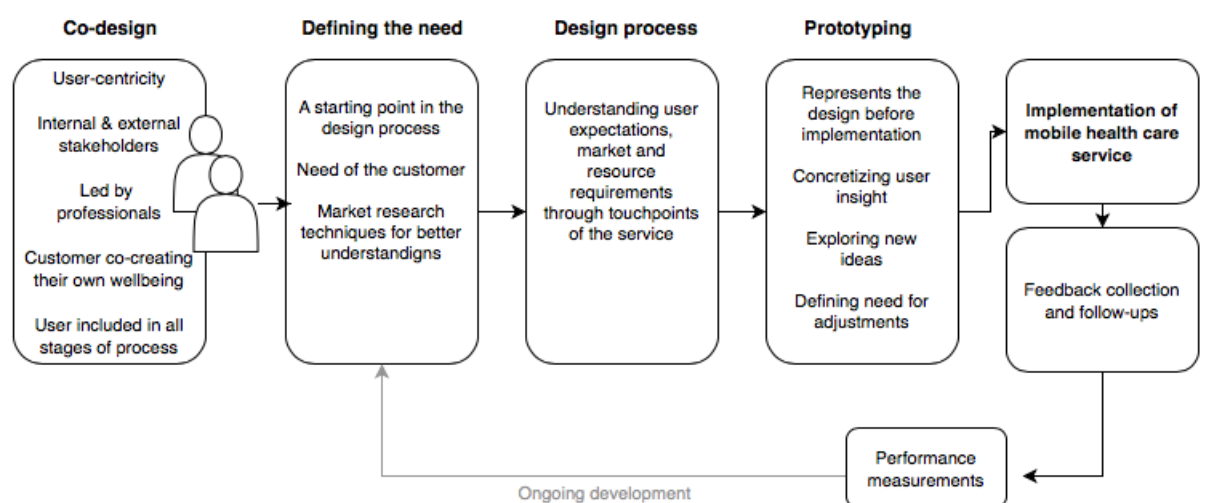 Co-design
User-centricity
Internal & external
stakeholders
Led by
professionals
Customer co-creating
their own wellbeing
User included in all
stages of process
Defining the need
A starting point in the
design process
Need of the customer
Market research
techniques for better
understandigns
Design process
Understanding user
expectations,
market and
resource
requirements
through touchpoints
of the service
Prototyping
Represents the
design before
implementation
Concretizing user
insight
Exploring new
ideas
Defining need for
adjustments
Implementation of
mobile health care
service
Feedback collection
and follow-ups
Performance
measurements
Ongoing development